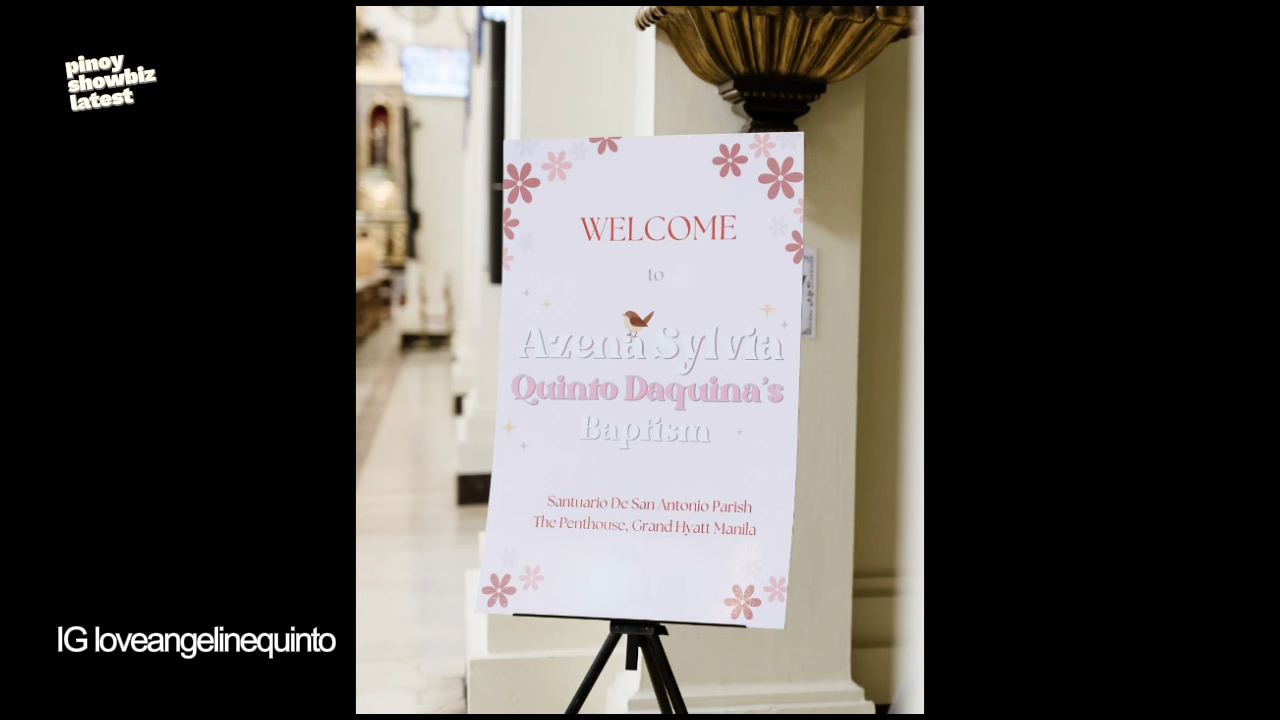 pinoy
showbiz
latest
WELCOME
to
Azena Sylvia
Quinto Daquina's
Baptism
Santuario De San Antonio Parish
The Penthouse, Grand Hyatt Manila
IG loveangelinequinto